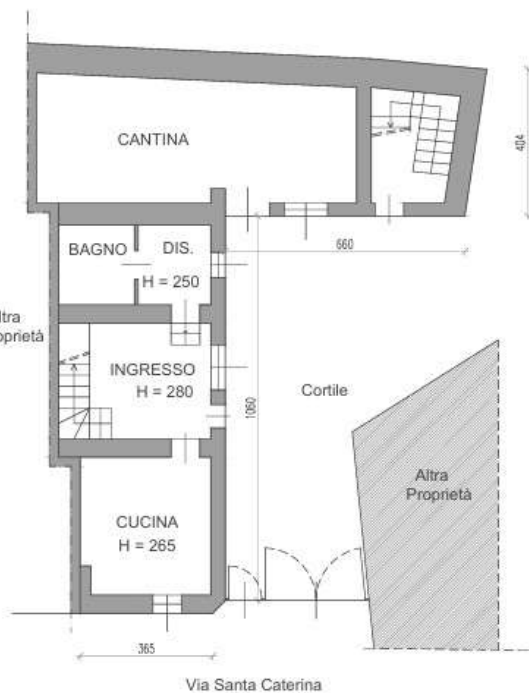 CANTINA
404
660
BAGNO
DIS.
H = 250
Proprietà
INGRESSO
H = 280
Cortile
1060
Altra
Proprietà
CUCINA
H = 265
365
Via Santa Caterina